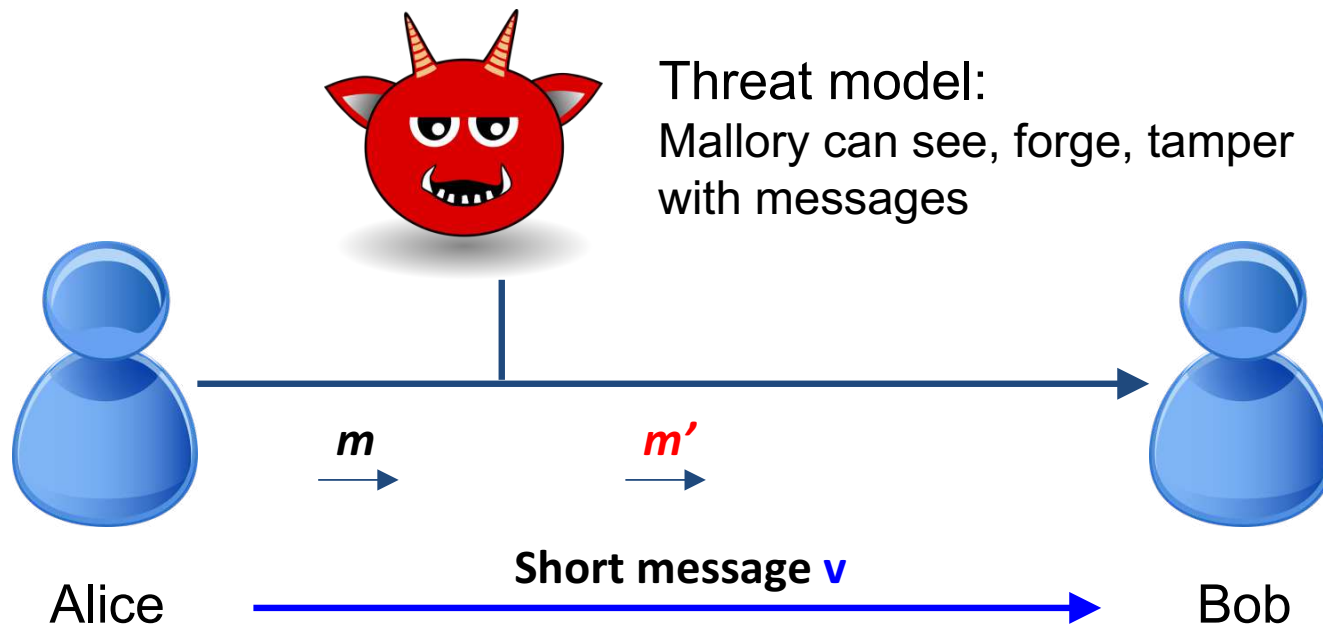 Threat model:
Mallory can see, forge, tamper
with messages
m
m’
Short message v
Alice
Bob